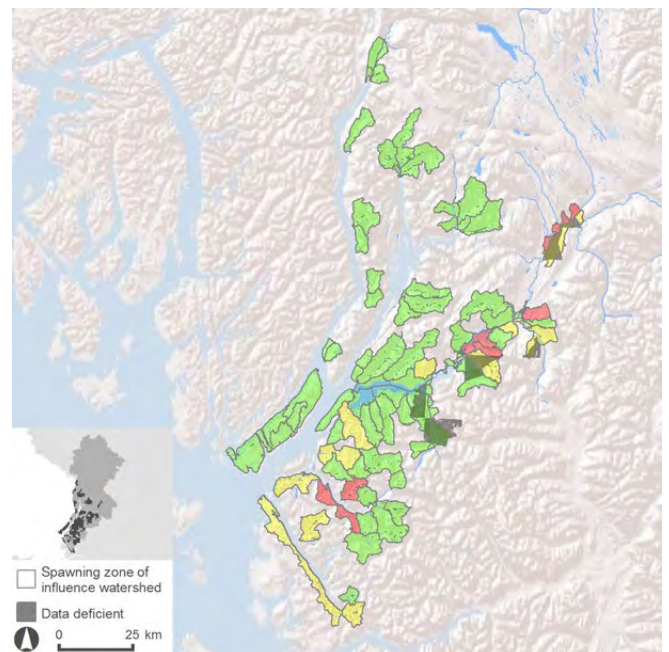 Spawning zone of
influence watershed
Data deficient
0 25 km